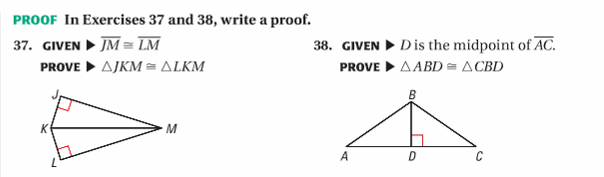 PROOF In Exercises 37 and 38, write a proof.
37. GIVEN ▶ JM ≅ LM
PROVE ▶ △JKM ≅ △LKM
J
K
M
L
38. GIVEN ▶ D is the midpoint of AC.
PROVE ▶ △ABD ≅ △CBD
B
A
D
C